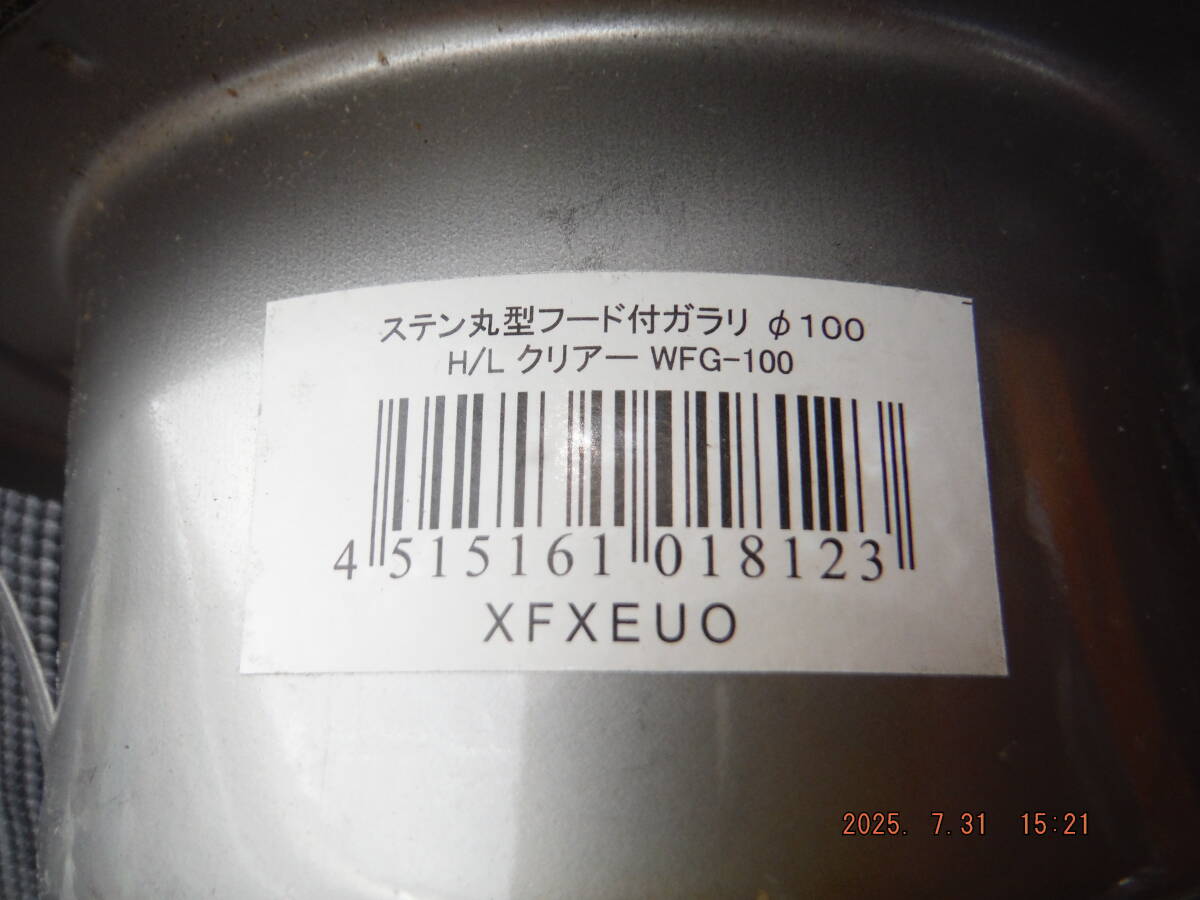 ステン丸型フード付ガラリ φ100
H/L クリアー WFG-100
4 515161 018123
XFXEUO
2025. 7.31 15:21